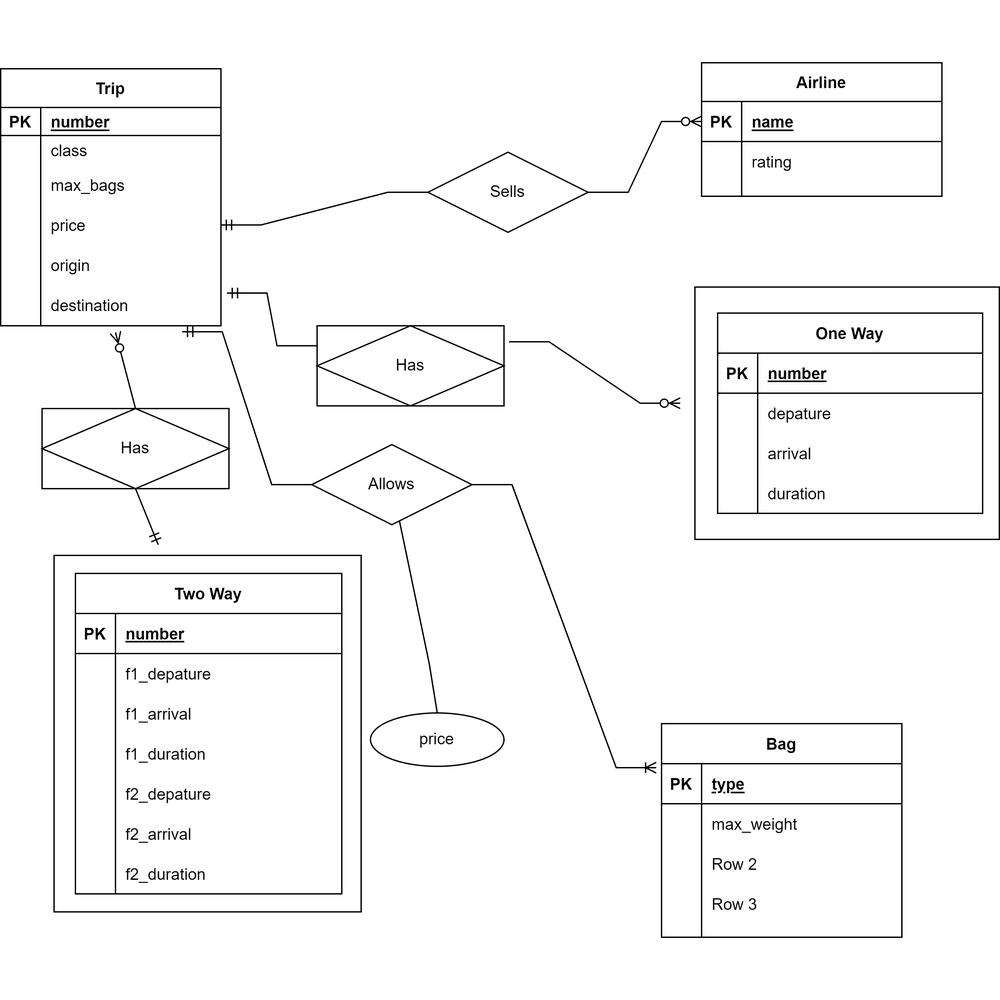 Trip
PK number
class
max_bags
price
origin
destination
Sells
Airline
PK name
rating
Has
One Way
PK number
depature
arrival
duration
Has
Allows
Two Way
PK number
f1_depature
f1_arrival
f1_duration
f2_depature
f2_arrival
f2_duration
price
Bag
PK type
max_weight
Row 2
Row 3